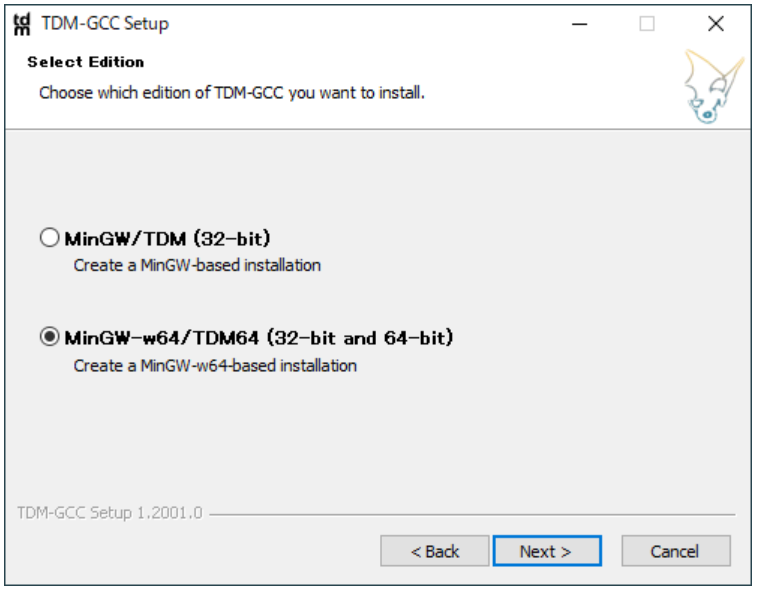 tdm TDM-GCC Setup
Select Edition
Choose which edition of TDM-GCC you want to install.
MinGW/TDM (32-bit)
Create a MinGW-based installation
MinGW-w64/TDM64 (32-bit and 64-bit)
Create a MinGW-w64-based installation
TDM-GCC Setup 1.2001.0
< Back Next > Cancel